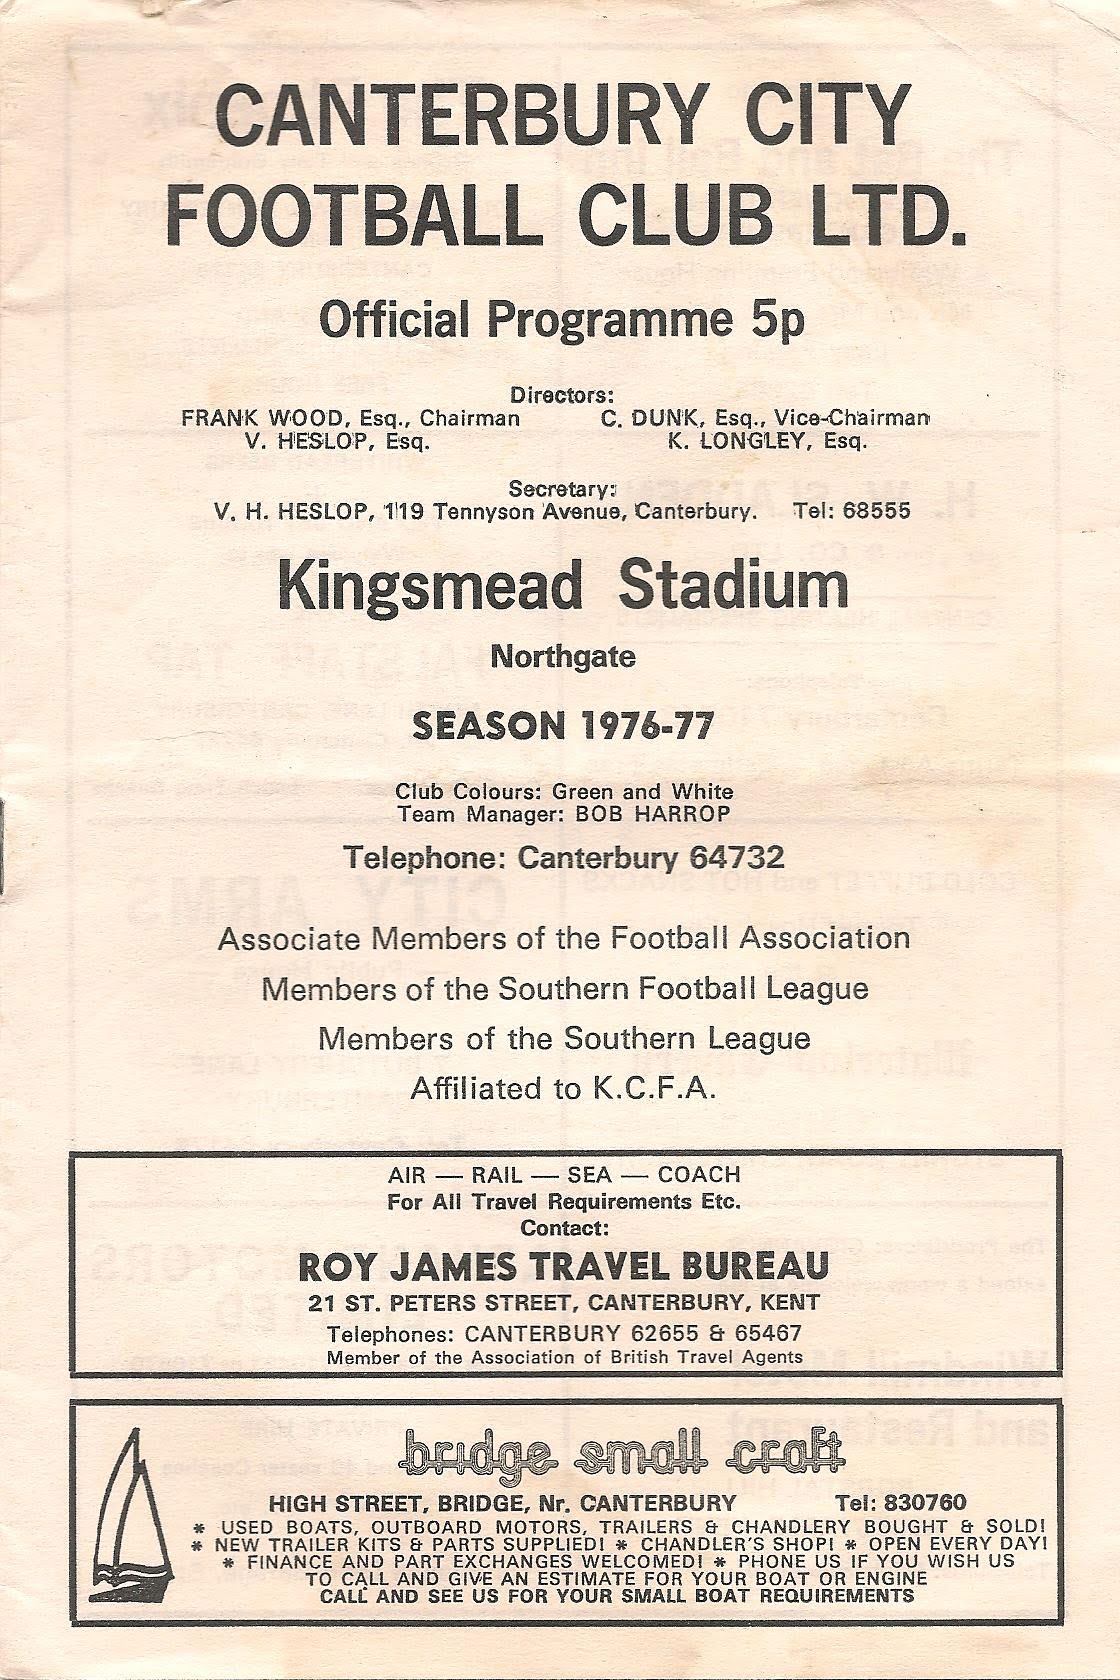 CANTERBURY CITY
FOOTBALL CLUB LTD.
Official Programme 5p
Directors:
FRANK WOOD, Esq., Chairman C. DUNK, Esq., Vice-Chairman
V. HESLOP, Esq. K. LONGLEY, Esq.
Secretary:
V. H. HESLOP, 119 Tennyson Avenue, Canterbury. Tel: 68555
Kingsmead Stadium
Northgate
SEASON 1976-77
Club Colours: Green and White
Team Manager: BOB HARROP
Telephone: Canterbury 64732
Associate Members of the Football Association
Members of the Southern Football League
Members of the Southern League
Affiliated to K.C.F.A.
AIR — RAIL — SEA — COACH
For All Travel Requirements Etc.
Contact:
ROY JAMES TRAVEL BUREAU
21 ST. PETERS STREET, CANTERBURY, KENT
Telephones: CANTERBURY 62655 & 65467
Member of the Association of British Travel Agents
bridge small craft
HIGH STREET, BRIDGE, Nr. CANTERBURY Tel: 830760
* USED BOATS, OUTBOARD MOTORS, TRAILERS & CHANDLERY BOUGHT & SOLD!
* NEW TRAILER KITS & PARTS SUPPLIED! * CHANDLER'S SHOP! * OPEN EVERY DAY!
* FINANCE AND PART EXCHANGES WELCOMED! * PHONE US IF YOU WISH US
TO CALL AND GIVE AN ESTIMATE FOR YOUR BOAT OR ENGINE
CALL AND SEE US FOR YOUR SMALL BOAT REQUIREMENTS